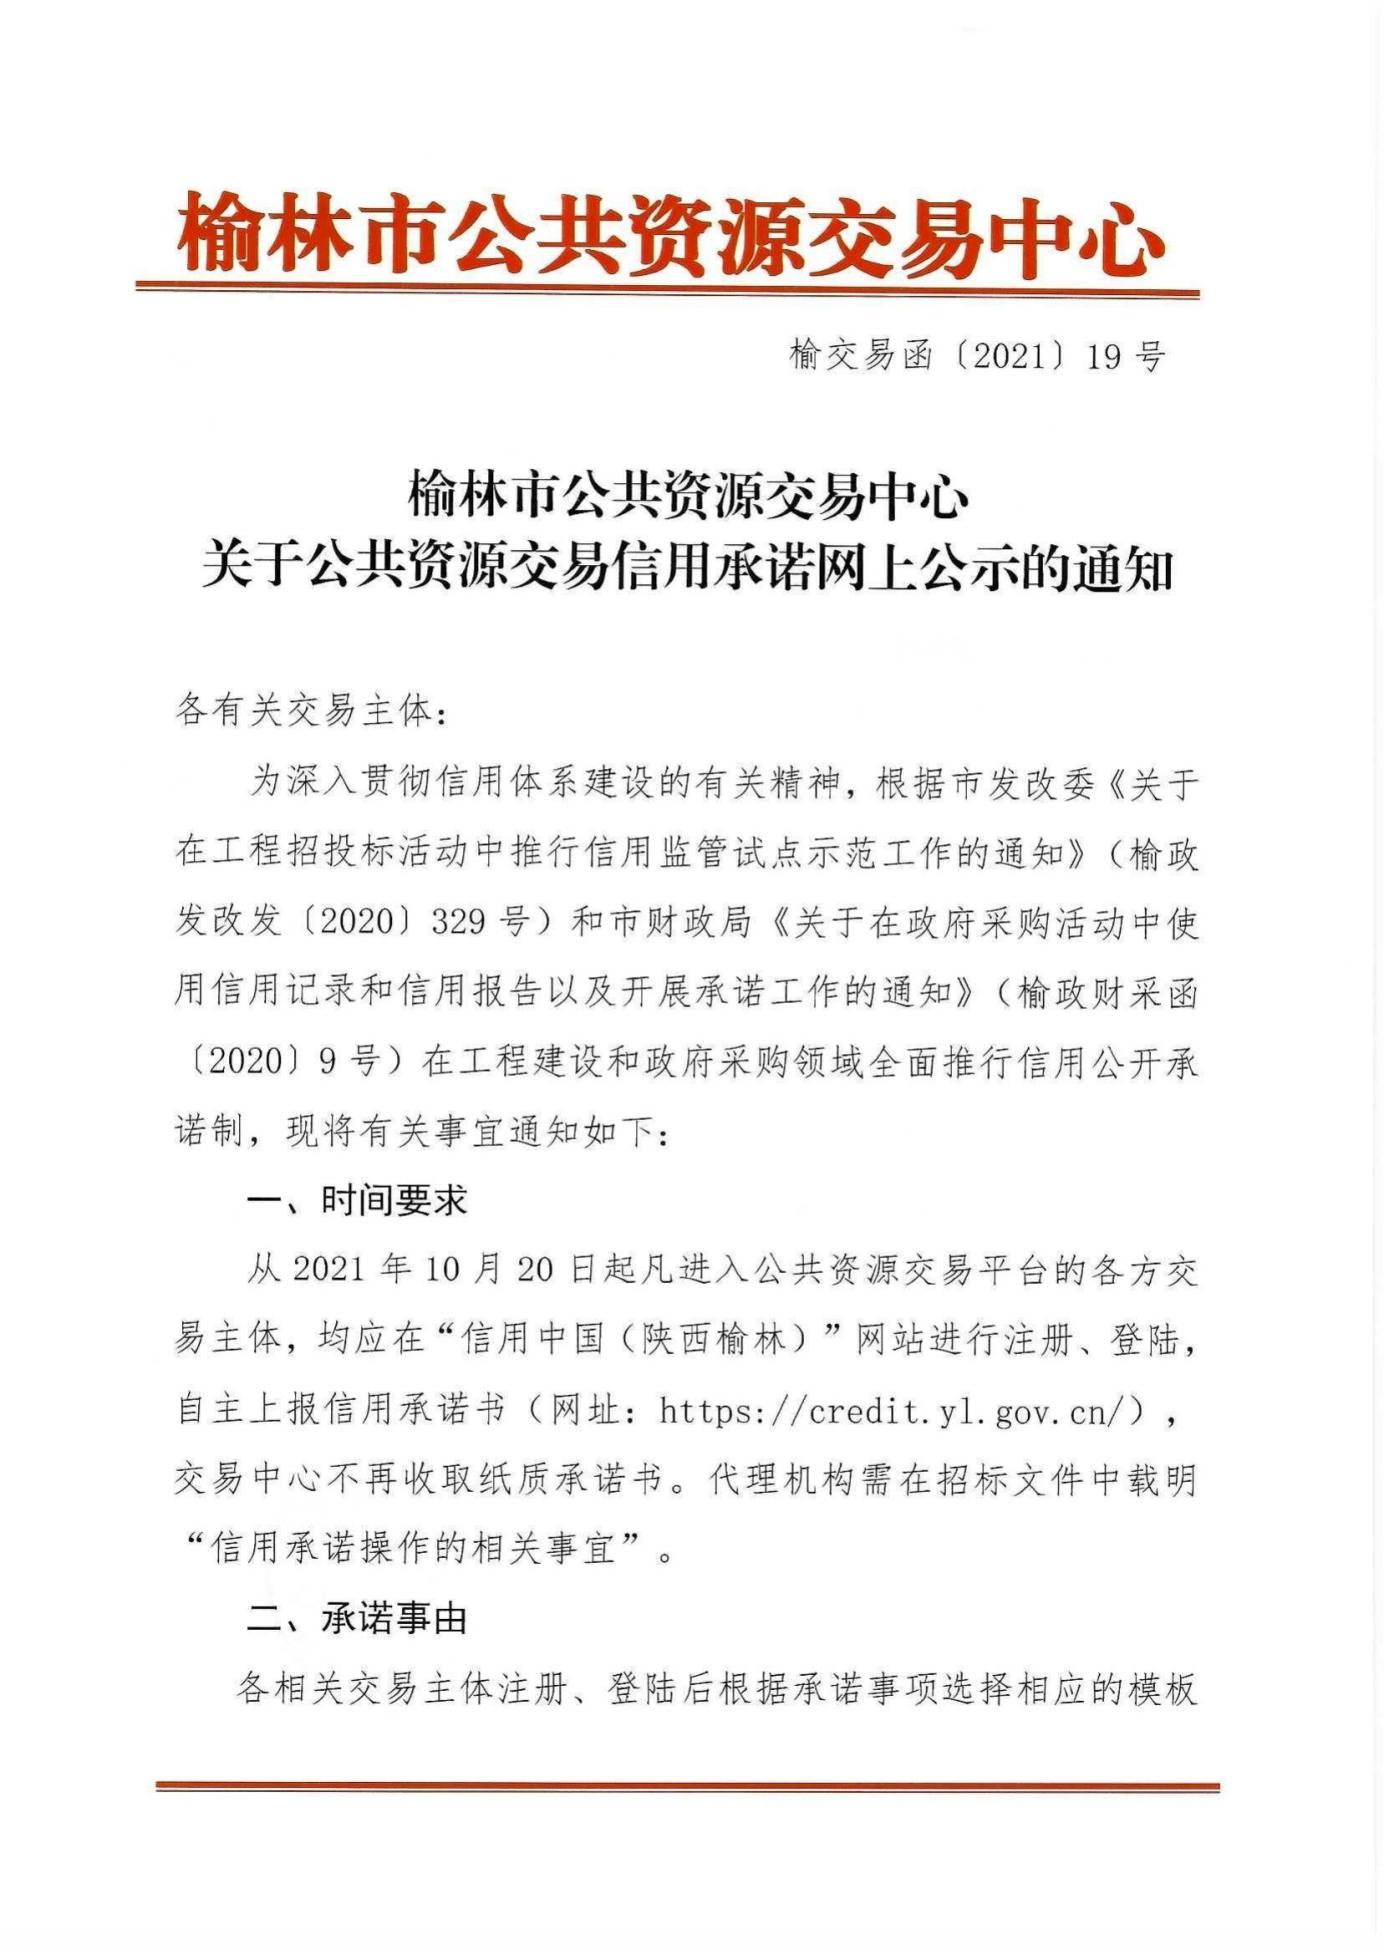 榆林市公共资源交易中心
榆交易函〔2021〕19 号
榆林市公共资源交易中心
关于公共资源交易信用承诺网上公示的通知
各有关交易主体:
为深入贯彻信用体系建设的有关精神，根据市发改委《关于
在工程招投标活动中推行信用监管试点示范工作的通知》（榆政
发改发〔2020〕329 号）和市财政局《关于在政府采购活动中使
用信用记录和信用报告以及开展承诺工作的通知》（榆政财采函
〔2020〕9 号）在工程建设和政府采购领域全面推行信用公开承
诺制，现将有关事宜通知如下:
一、时间要求
从 2021 年 10 月 20 日起凡进入公共资源交易平台的各方交
易主体，均应在“信用中国（陕西榆林）”网站进行注册、登陆，
自主上报信用承诺书（网址: https://credit.yl.gov.cn/），
交易中心不再收取纸质承诺书。代理机构需在招标文件中载明
“信用承诺操作的相关事宜”。
二、承诺事由
各相关交易主体注册、登陆后根据承诺事项选择相应的模板